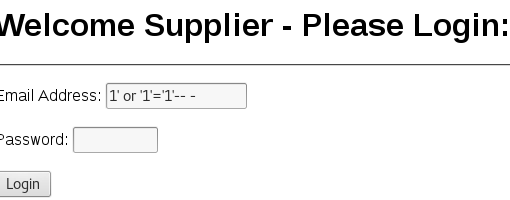 Welcome Supplier - Please Login:
Email Address: 1' or '1'='1'-- -
Password:
Login